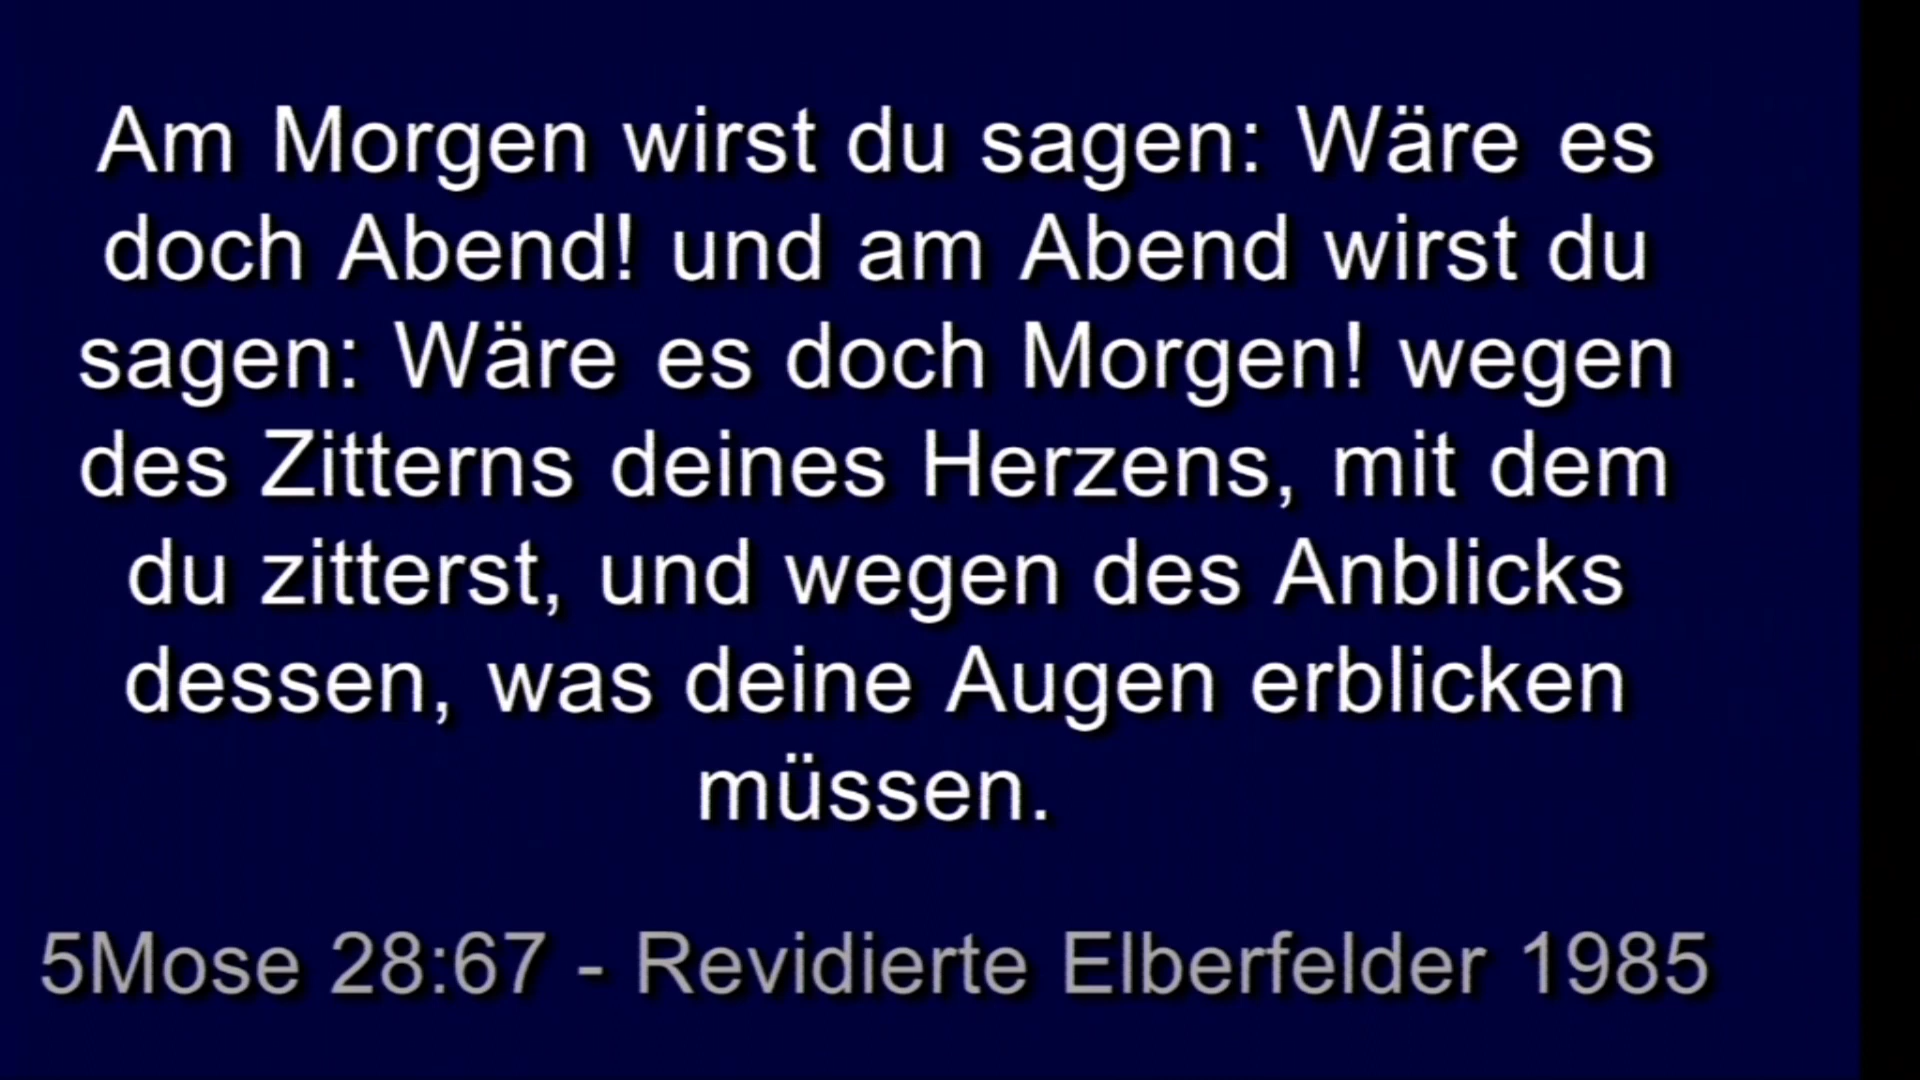 Am Morgen wirst du sagen: Wäre es
doch Abend! und am Abend wirst du
sagen: Wäre es doch Morgen! wegen
des Zitterns deines Herzens, mit dem
du zitterst, und wegen des Anblicks
dessen, was deine Augen erblicken
müssen.
5Mose 28:67 - Revidierte Elberfelder 1985